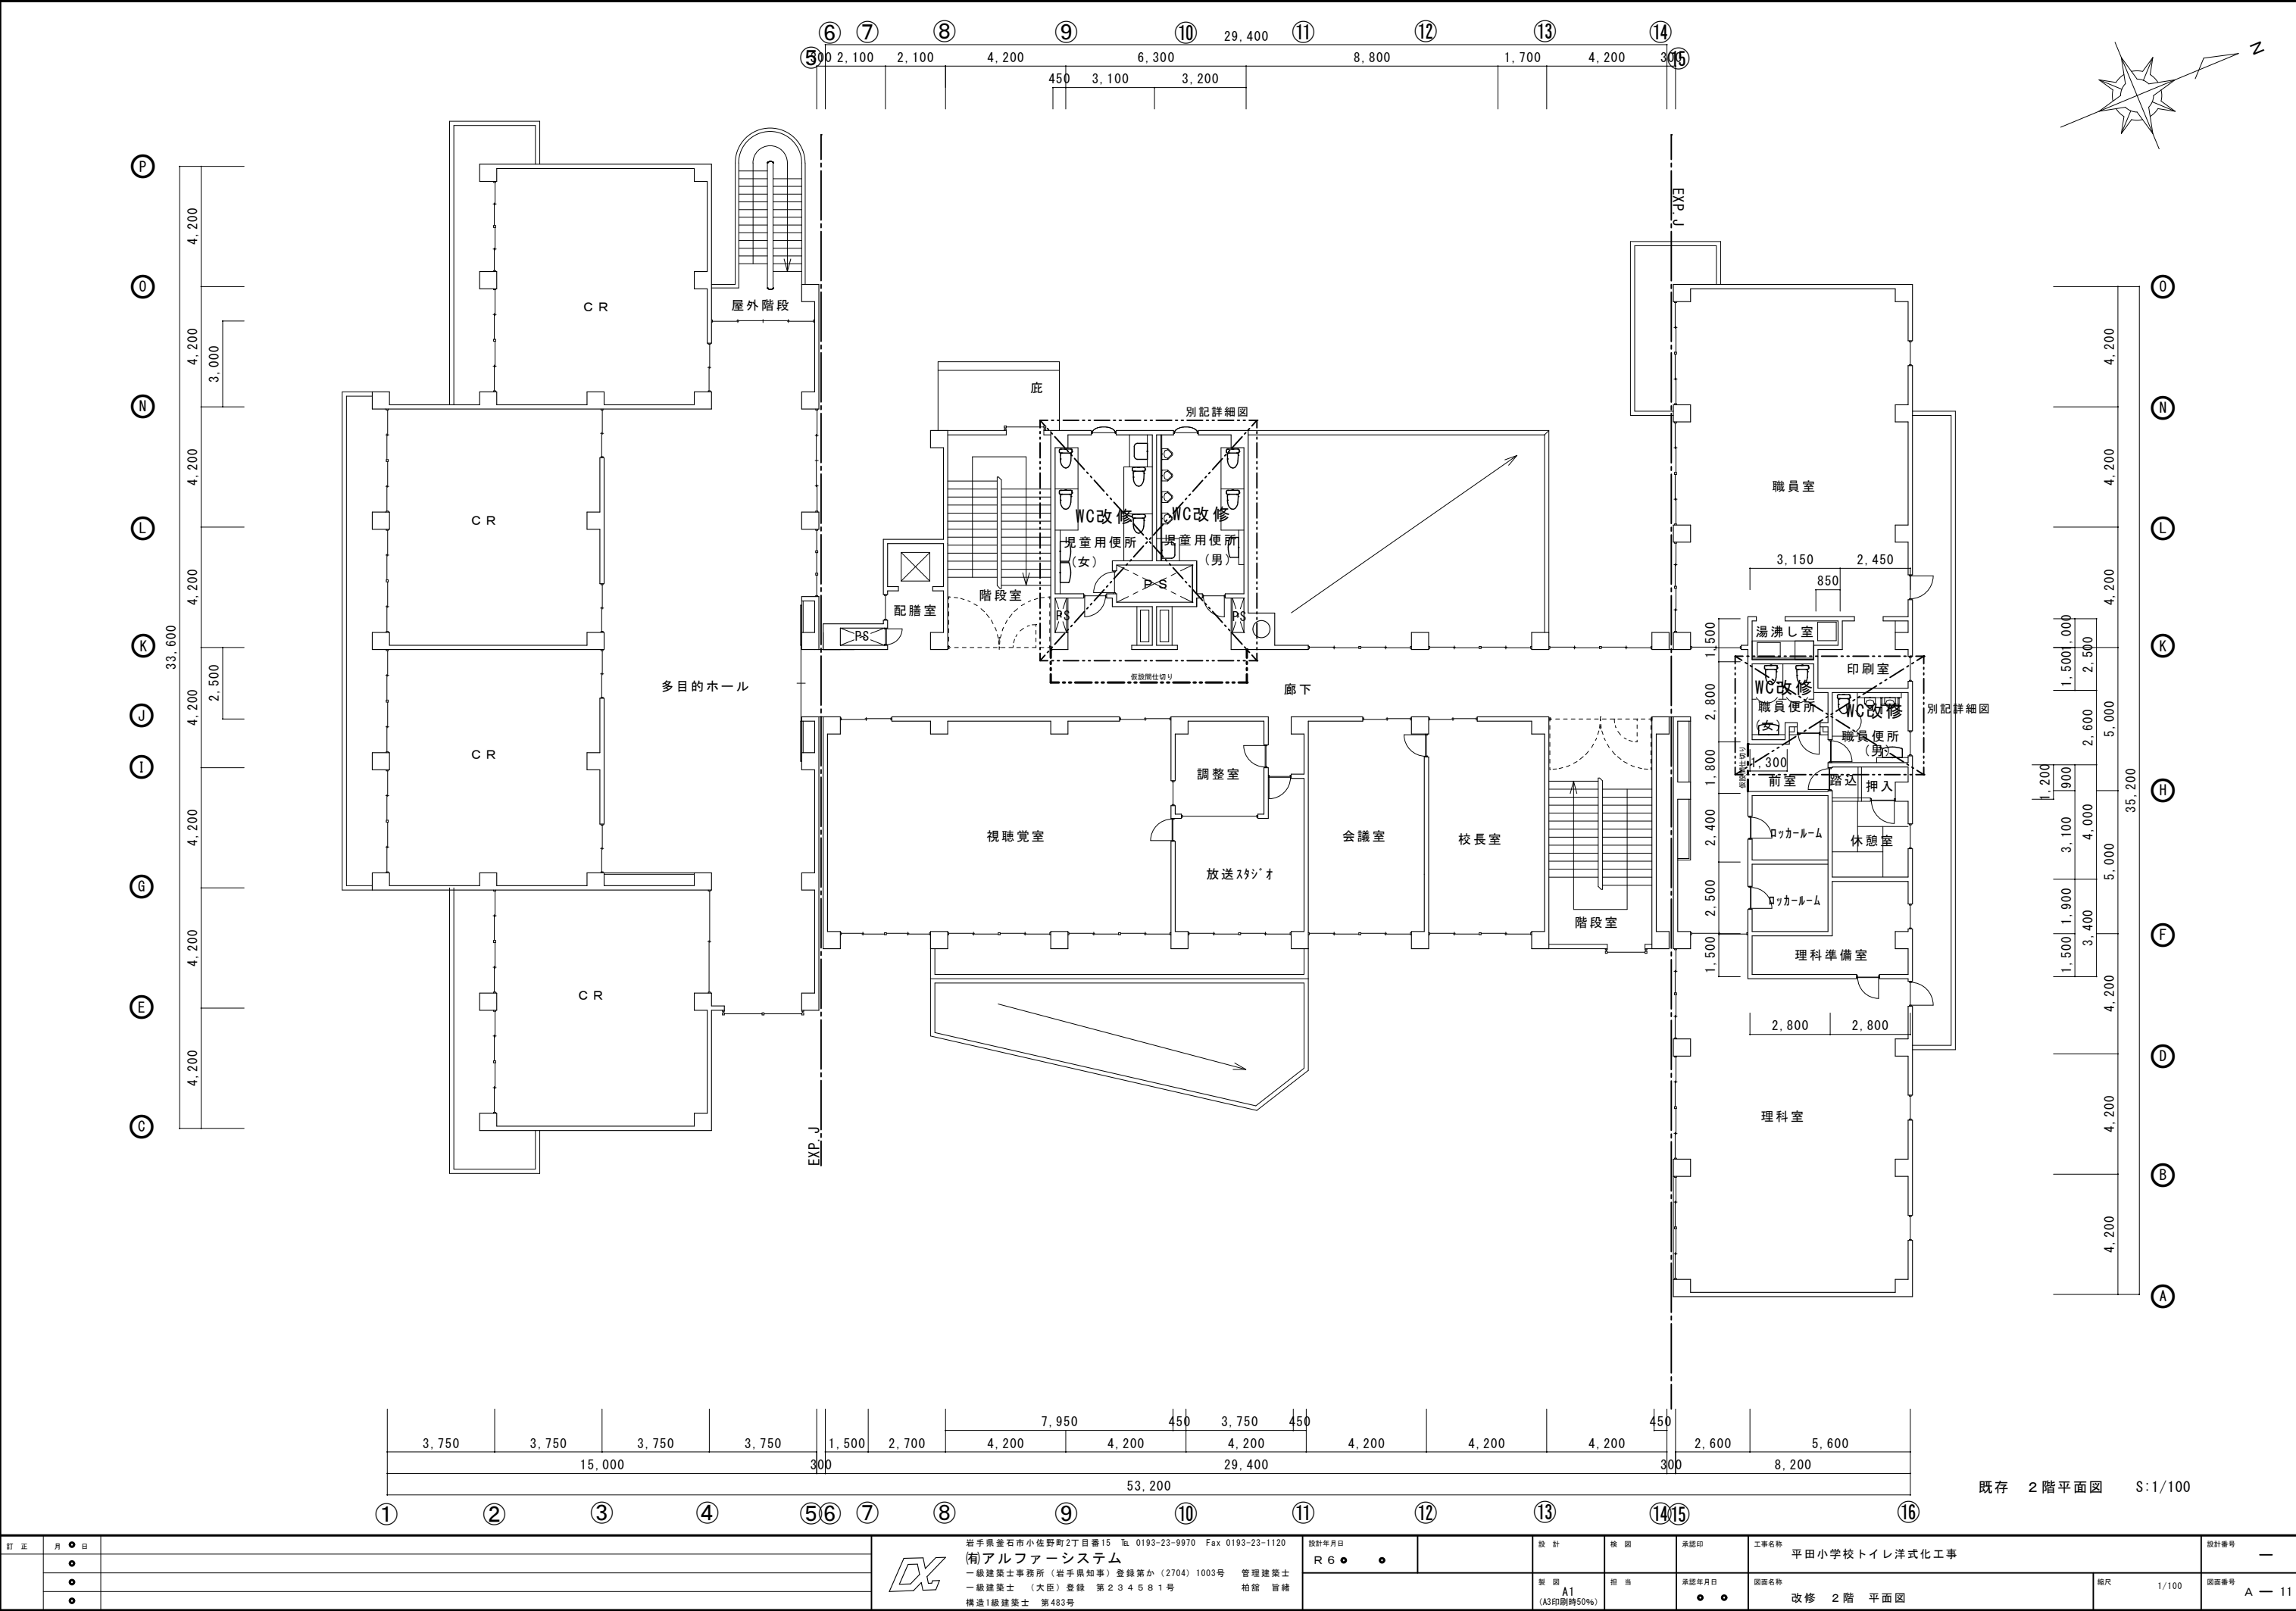 ⑥ ⑦ ⑧ ⑨ ⑩ ⑪ ⑫ ⑬ ⑭
29,400
⑤ 300 2,100 2,100 4,200 6,300 8,800 1,700 4,200 300 ⑮
450 3,100 3,200
N
EXP.J
P
O
N
L
K
J
I
G
E
C
4,200
4,200
4,200
4,200
4,200
4,200
4,200
4,200
3,000
2,500
33,600
CR
屋外階段
CR
CR
CR
多目的ホール
庇
別記詳細図
WC改修
児童用便所
(女)
WC改修
児童用便所
(男)
PS
PS
PS
PS
配膳室
階段室
仮設間仕切り
廊下
視聴覚室
調整室
放送スタジオ
会議室
校長室
階段室
職員室
3,150 2,450
850
湯沸し室
印刷室
WC改修
職員便所
(女)
WC改修
職員便所
(男)
別記詳細図
仮設間仕切り
1,300
前室
踏込
押入
ロッカールーム
休憩室
ロッカールーム
理科準備室
2,800 2,800
理科室
1,500
2,800
1,800
2,400
2,500
1,500
O
N
L
K
H
F
D
B
A
4,200
4,200
4,200
5,000
5,000
4,200
4,200
4,200
35,200
1,000
1,500
2,500
2,600
900
1,200
3,100
4,000
1,900
3,400
1,500
EXP.J
7,950 450 3,750 450 450
3,750 3,750 3,750 3,750 1,500 2,700 4,200 4,200 4,200 4,200 4,200 4,200 2,600 5,600
15,000 300 29,400 300 8,200
53,200
① ② ③ ④ ⑤ ⑥ ⑦ ⑧ ⑨ ⑩ ⑪ ⑫ ⑬ ⑭ ⑮ ⑯
既存 2階平面図 S:1/100
訂正 月 日
岩手県釜石市小佐野町2丁目番15 ℡ 0193-23-9970 Fax 0193-23-1120
㈲アルファーシステム
一級建築士事務所(岩手県知事)登録第か(2704)1003号 管理建築士
一級建築士 (大臣)登録 第234581号 柏舘 旨緒
構造1級建築士 第483号
設計年月日
R6
設計
検図
承認印
製図
A1
(A3印刷時50%)
担当
承認年月日
工事名称
平田小学校トイレ洋式化工事
図面名称
改修 2階 平面図
縮尺
1/100
設計番号
—
図面番号
A — 11